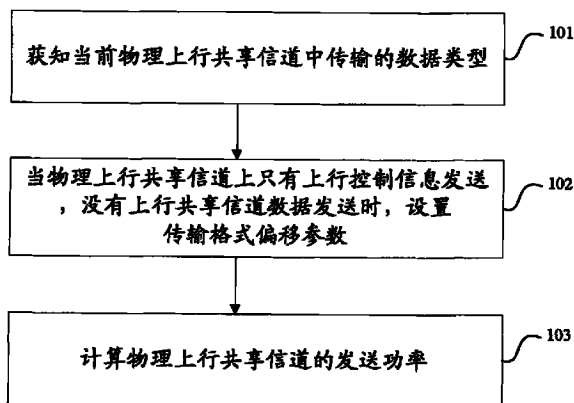 获知当前物理上行共享信道中传输的数据类型
101
当物理上行共享信道上只有上行控制信息发送
,没有上行共享信道数据发送时,设置
传输格式偏移参数
102
计算物理上行共享信道的发送功率
103